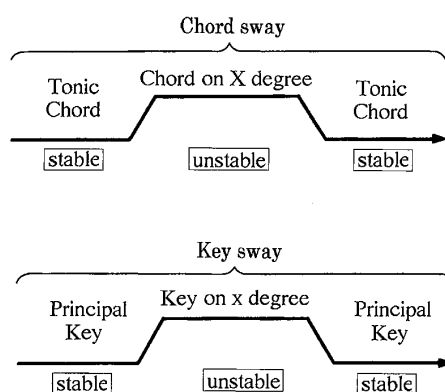 Chord sway
Tonic Chord on X degree Tonic
Chord Chord
stable unstable stable
Key sway
Principal Key on x degree Principal
Key Key
stable unstable stable